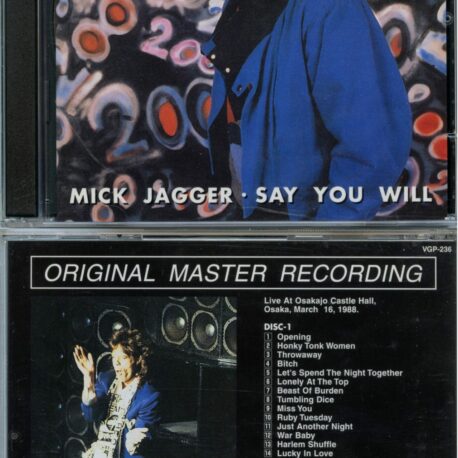 MICK JAGGER · SAY YOU WILL
VGP-236
ORIGINAL MASTER RECORDING
Live At Osakajo Castle Hall,
Osaka, March 16, 1988.
DISC-1
1 Opening
2 Honky Tonk Women
3 Throwaway
4 Bitch
5 Let's Spend The Night Together
6 Lonely At The Top
7 Beast Of Burden
8 Tumbling Dice
9 Miss You
10 Ruby Tuesday
11 Just Another Night
12 War Baby
13 Harlem Shuffle
14 Lucky In Love